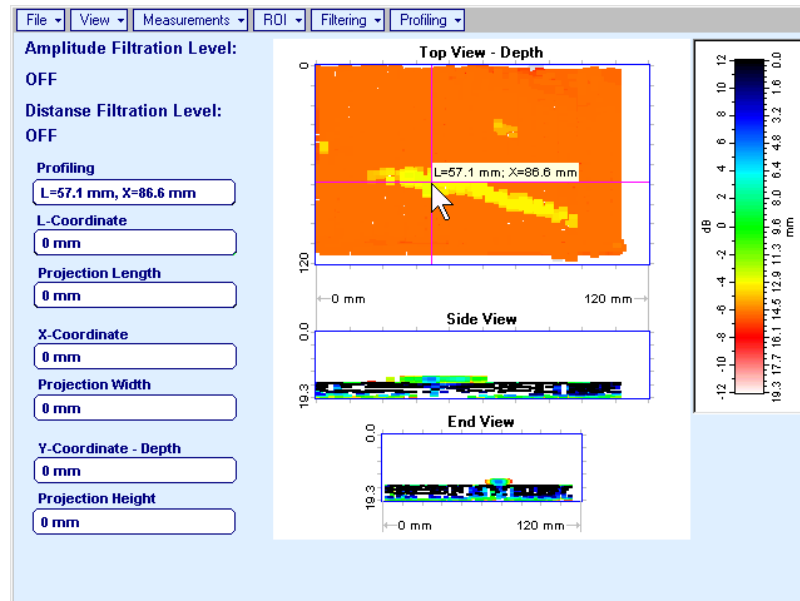 File View Measurements ROI Filtering Profiling
Amplitude Filtration Level:
OFF
Distanse Filtration Level:
OFF
Profiling
L=57.1 mm, X=86.6 mm
L-Coordinate
0 mm
Projection Length
0 mm
X-Coordinate
0 mm
Projection Width
0 mm
Y-Coordinate - Depth
0 mm
Projection Height
0 mm
Top View - Depth
0
L=57.1 mm; X=86.6 mm
120
0 mm 120 mm
Side View
0.0
19.3
End View
0.0
19.3
0 mm 120 mm
dB
12
10
8
6
4
2
0
-2
-4
-6
-8
-10
-12
mm
0.0
1.6
3.2
4.8
6.4
8.0
9.6
11.3
12.9
14.5
16.1
17.7
19.3